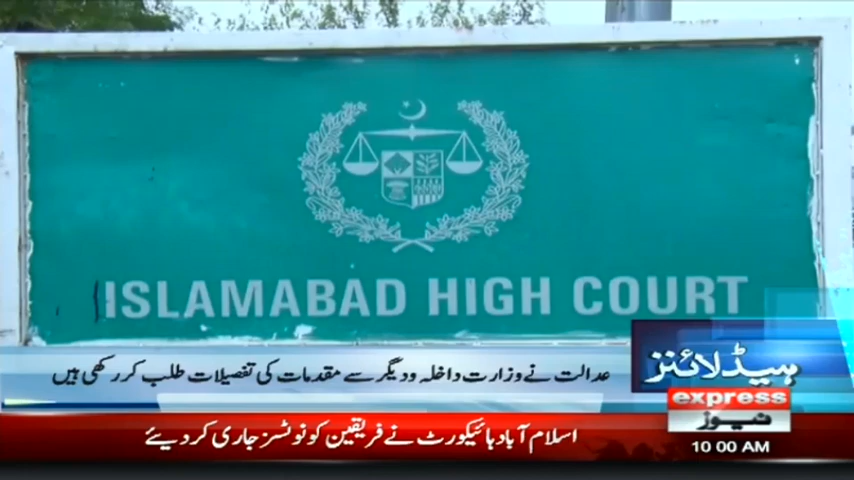 ISLAMABAD HIGH COURT
ہیڈلائنز
عدالت نے وزارت داخلہ ودیگر سے مقدمات کی تفصیلات طلب کر رکھی ہیں
express
نیوز
اسلام آباد ہائیکورٹ نے فریقین کو نوٹسز جاری کر دیئے
10:00 AM